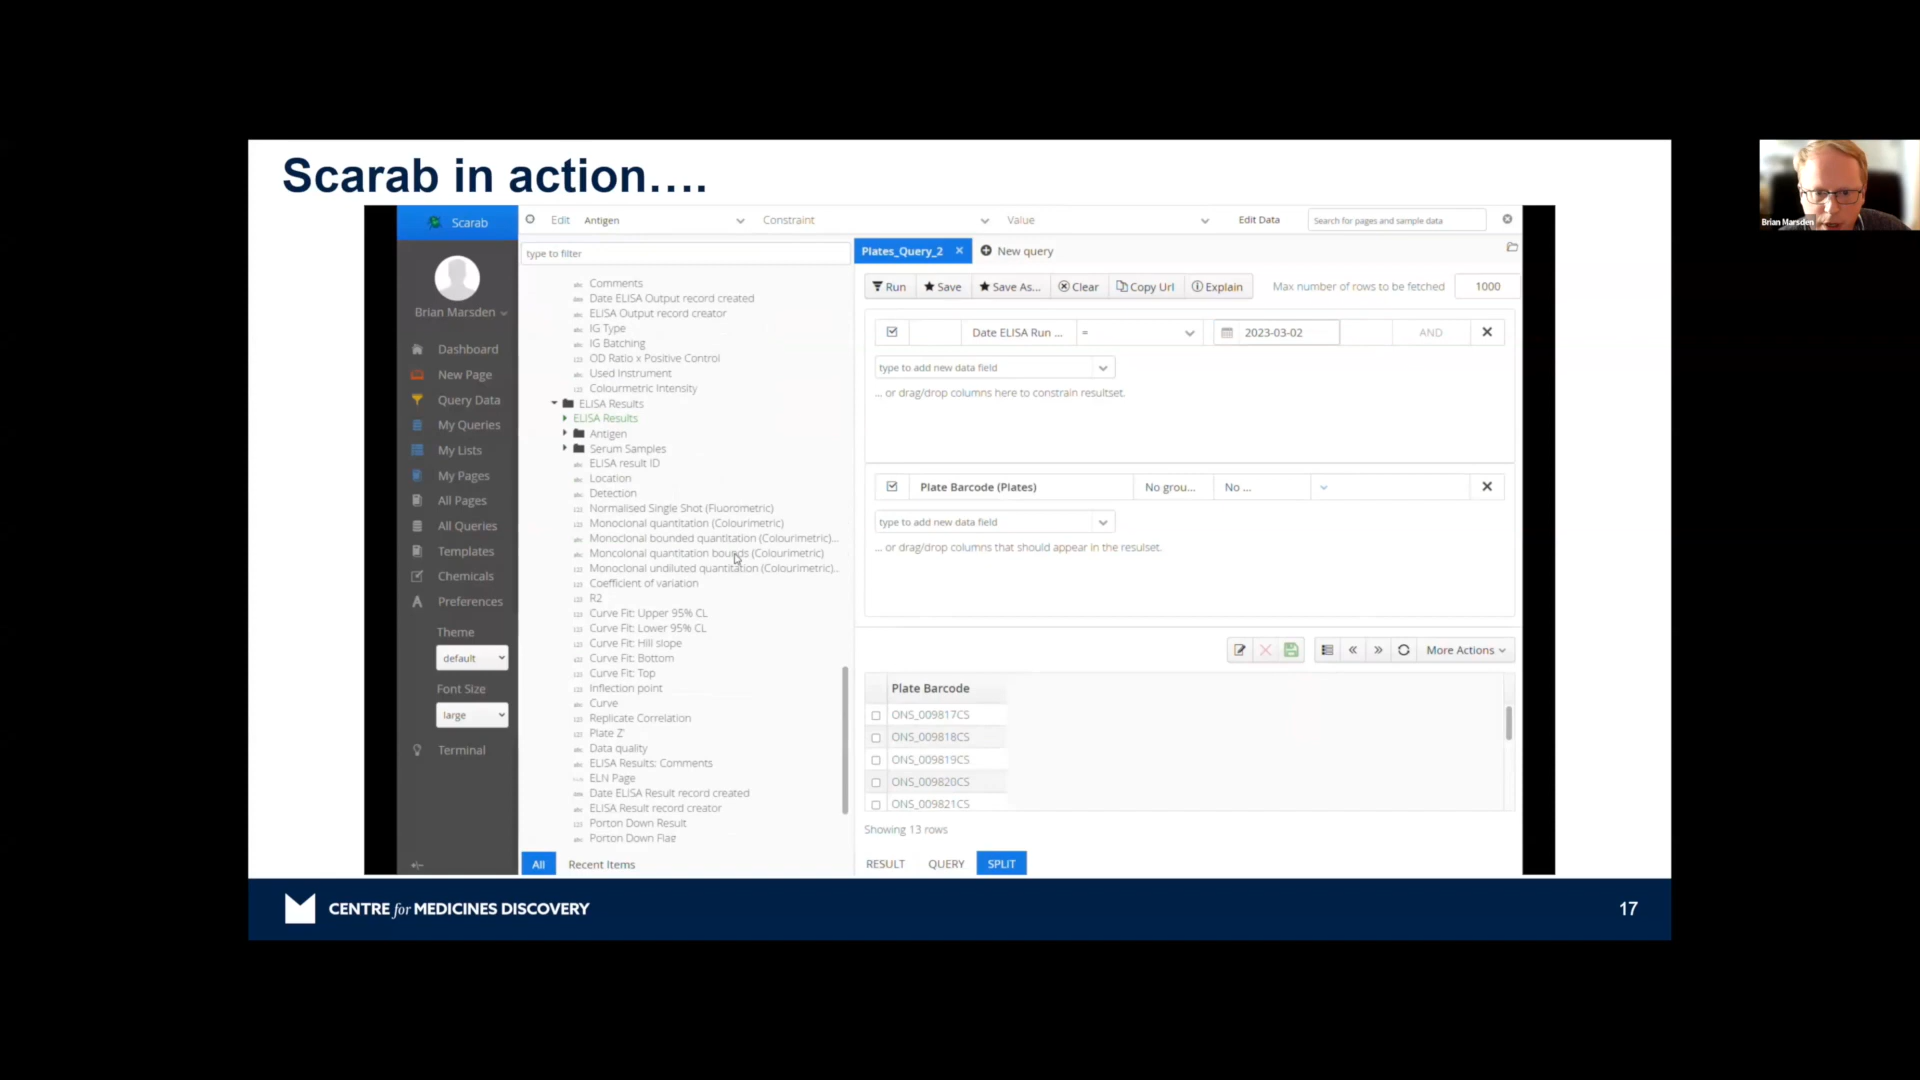 Scarab in action....
Scarab
Edit Antigen Constraint Value Edit Data Search for pages and sample data
Brian Marsden
Dashboard
New Page
Query Data
My Queries
My Lists
My Pages
All Pages
All Queries
Templates
Chemicals
Preferences
Theme
default
Font Size
large
Terminal
type to filter
Comments
Date ELISA Output record created
ELISA Output record creator
IG Type
IG Batching
OD Ratio x Positive Control
Used Instrument
Colourmetric Intensity
ELISA Results
ELISA Results
Antigen
Serum Samples
ELISA result ID
Location
Detection
Normalised Single Shot (Fluorometric)
Monoclonal quantitation (Colourimetric)
Monoclonal bounded quantitation (Colourimetric)...
Moncolonal quantitation bounds (Colourimetric)
Monoclonal undiluted quantitation (Colourimetric)...
Coefficient of variation
R2
Curve Fit: Upper 95% CL
Curve Fit: Lower 95% CL
Curve Fit: Hill slope
Curve Fit: Bottom
Curve Fit: Top
Inflection point
Curve
Replicate Correlation
Plate Z'
Data quality
ELISA Results: Comments
ELN Page
Date ELISA Result record created
ELISA Result record creator
Porton Down Result
Porton Down Flag
All Recent Items
Plates_Query_2 New query
Run Save Save As... Clear Copy Url Explain Max number of rows to be fetched 1000
Date ELISA Run ... = 2023-03-02 AND
type to add new data field
... or drag/drop columns here to constrain resultset.
Plate Barcode (Plates) No grou... No ...
type to add new data field
... or drag/drop columns that should appear in the resulset.
More Actions
Plate Barcode
ONS_009817CS
ONS_009818CS
ONS_009819CS
ONS_009820CS
ONS_009821CS
Showing 13 rows
RESULT QUERY SPLIT
CENTRE for MEDICINES DISCOVERY
17
Brian Marsden